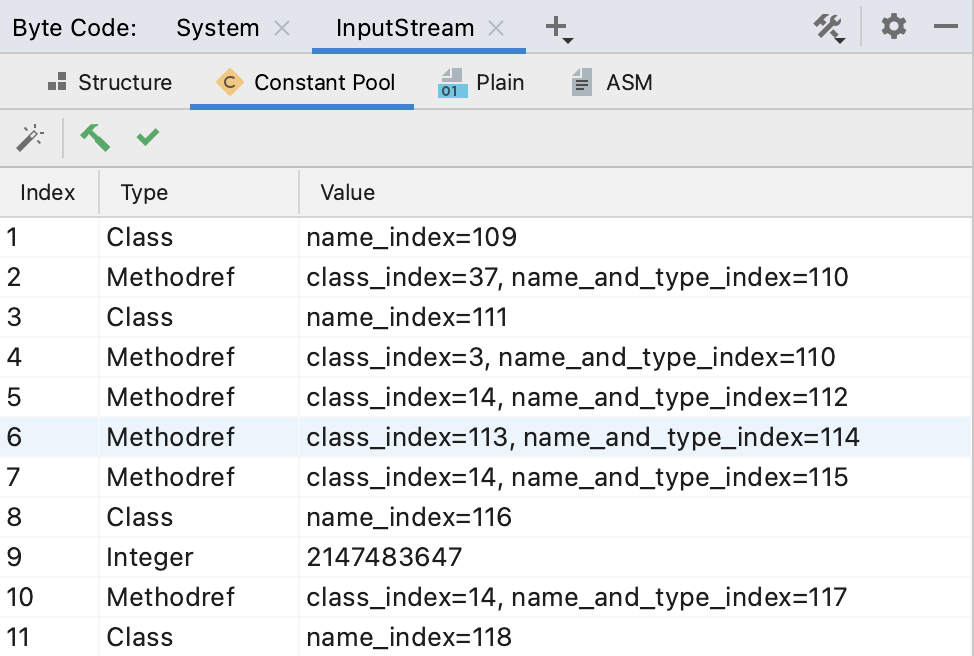 Byte Code: System InputStream
Structure Constant Pool 01 Plain ASM
Index Type Value
1 Class name_index=109
2 Methodref class_index=37, name_and_type_index=110
3 Class name_index=111
4 Methodref class_index=3, name_and_type_index=110
5 Methodref class_index=14, name_and_type_index=112
6 Methodref class_index=113, name_and_type_index=114
7 Methodref class_index=14, name_and_type_index=115
8 Class name_index=116
9 Integer 2147483647
10 Methodref class_index=14, name_and_type_index=117
11 Class name_index=118